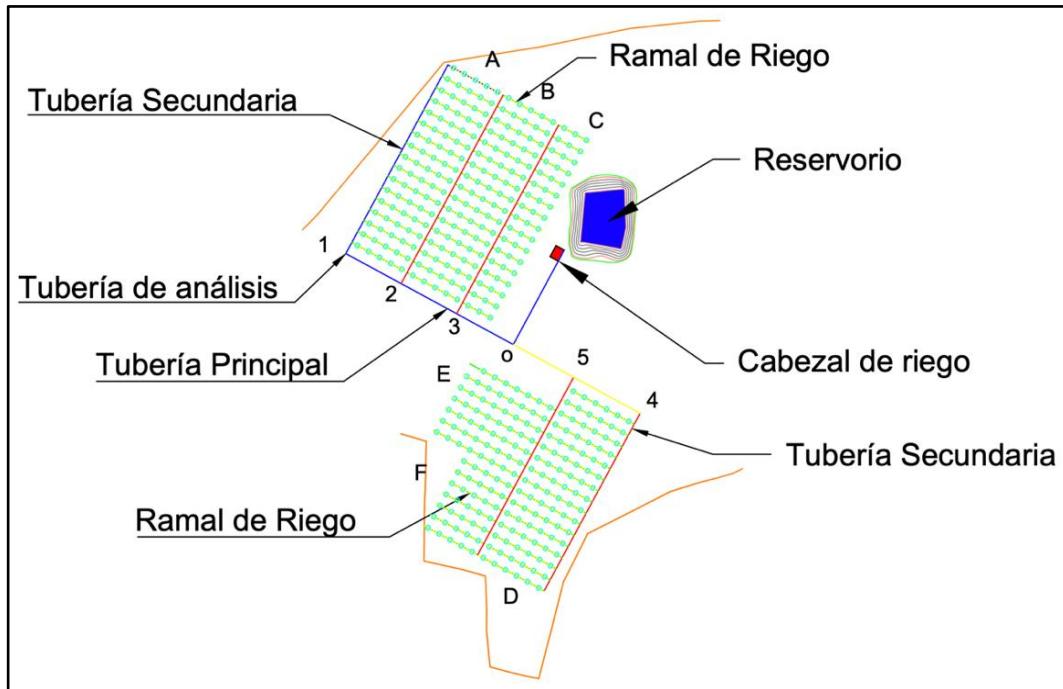 A
Ramal de Riego
B
Tubería Secundaria
C
Reservorio
1
Tubería de análisis
2
3
Tubería Principal
o
5
Cabezal de riego
E
4
Tubería Secundaria
F
Ramal de Riego
D